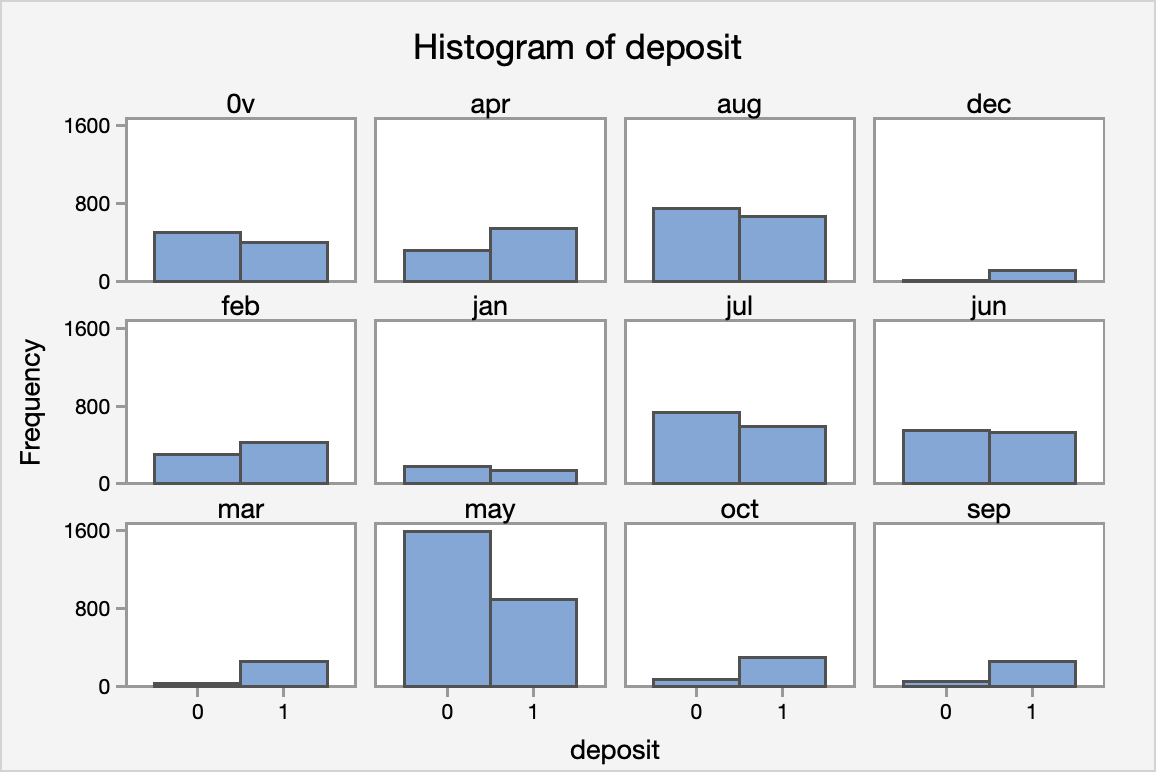 Histogram of deposit
0v apr aug dec
1600
800
0
feb jan jul jun
1600
800
0
Frequency
mar may oct sep
1600
800
0
0 1 0 1 0 1 0 1
deposit